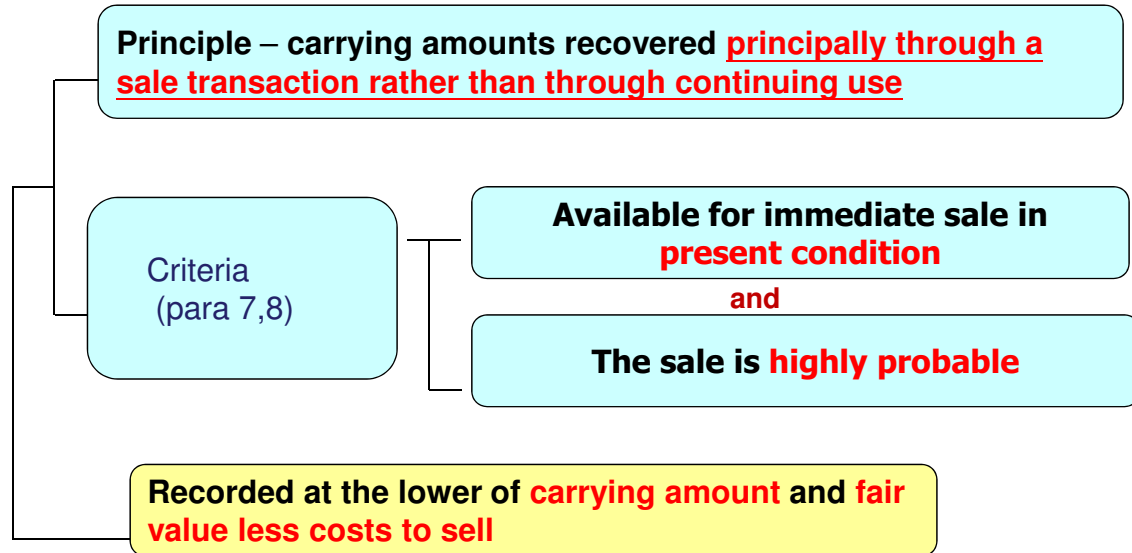 Principle – carrying amounts recovered principally through a
sale transaction rather than through continuing use
Criteria
(para 7,8)
Available for immediate sale in
present condition
and
The sale is highly probable
Recorded at the lower of carrying amount and fair
value less costs to sell